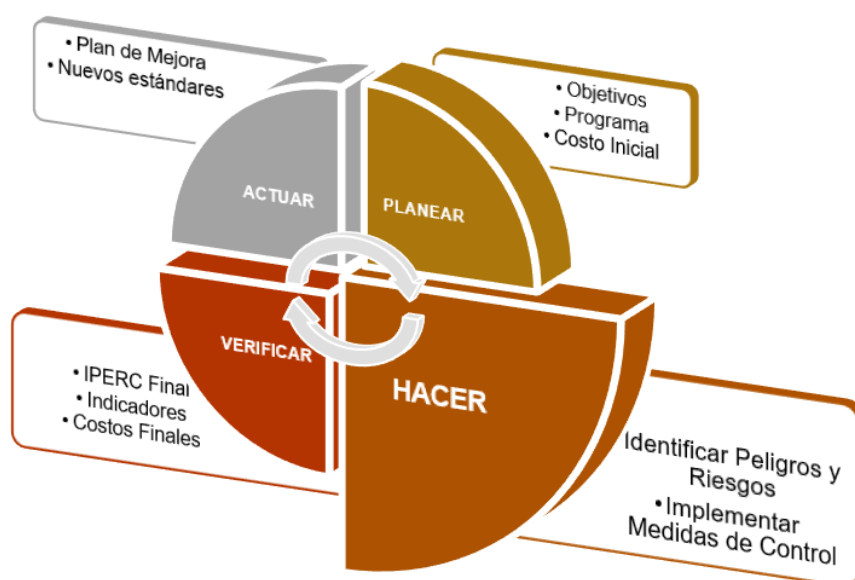 • Plan de Mejora
• Nuevos estándares
• Objetivos
• Programa
• Costo Inicial
ACTUAR
PLANEAR
VERIFICAR
HACER
• IPERC Final
• Indicadores
• Costos Finales
Identificar Peligros y
Riesgos
• Implementar
Medidas de Control